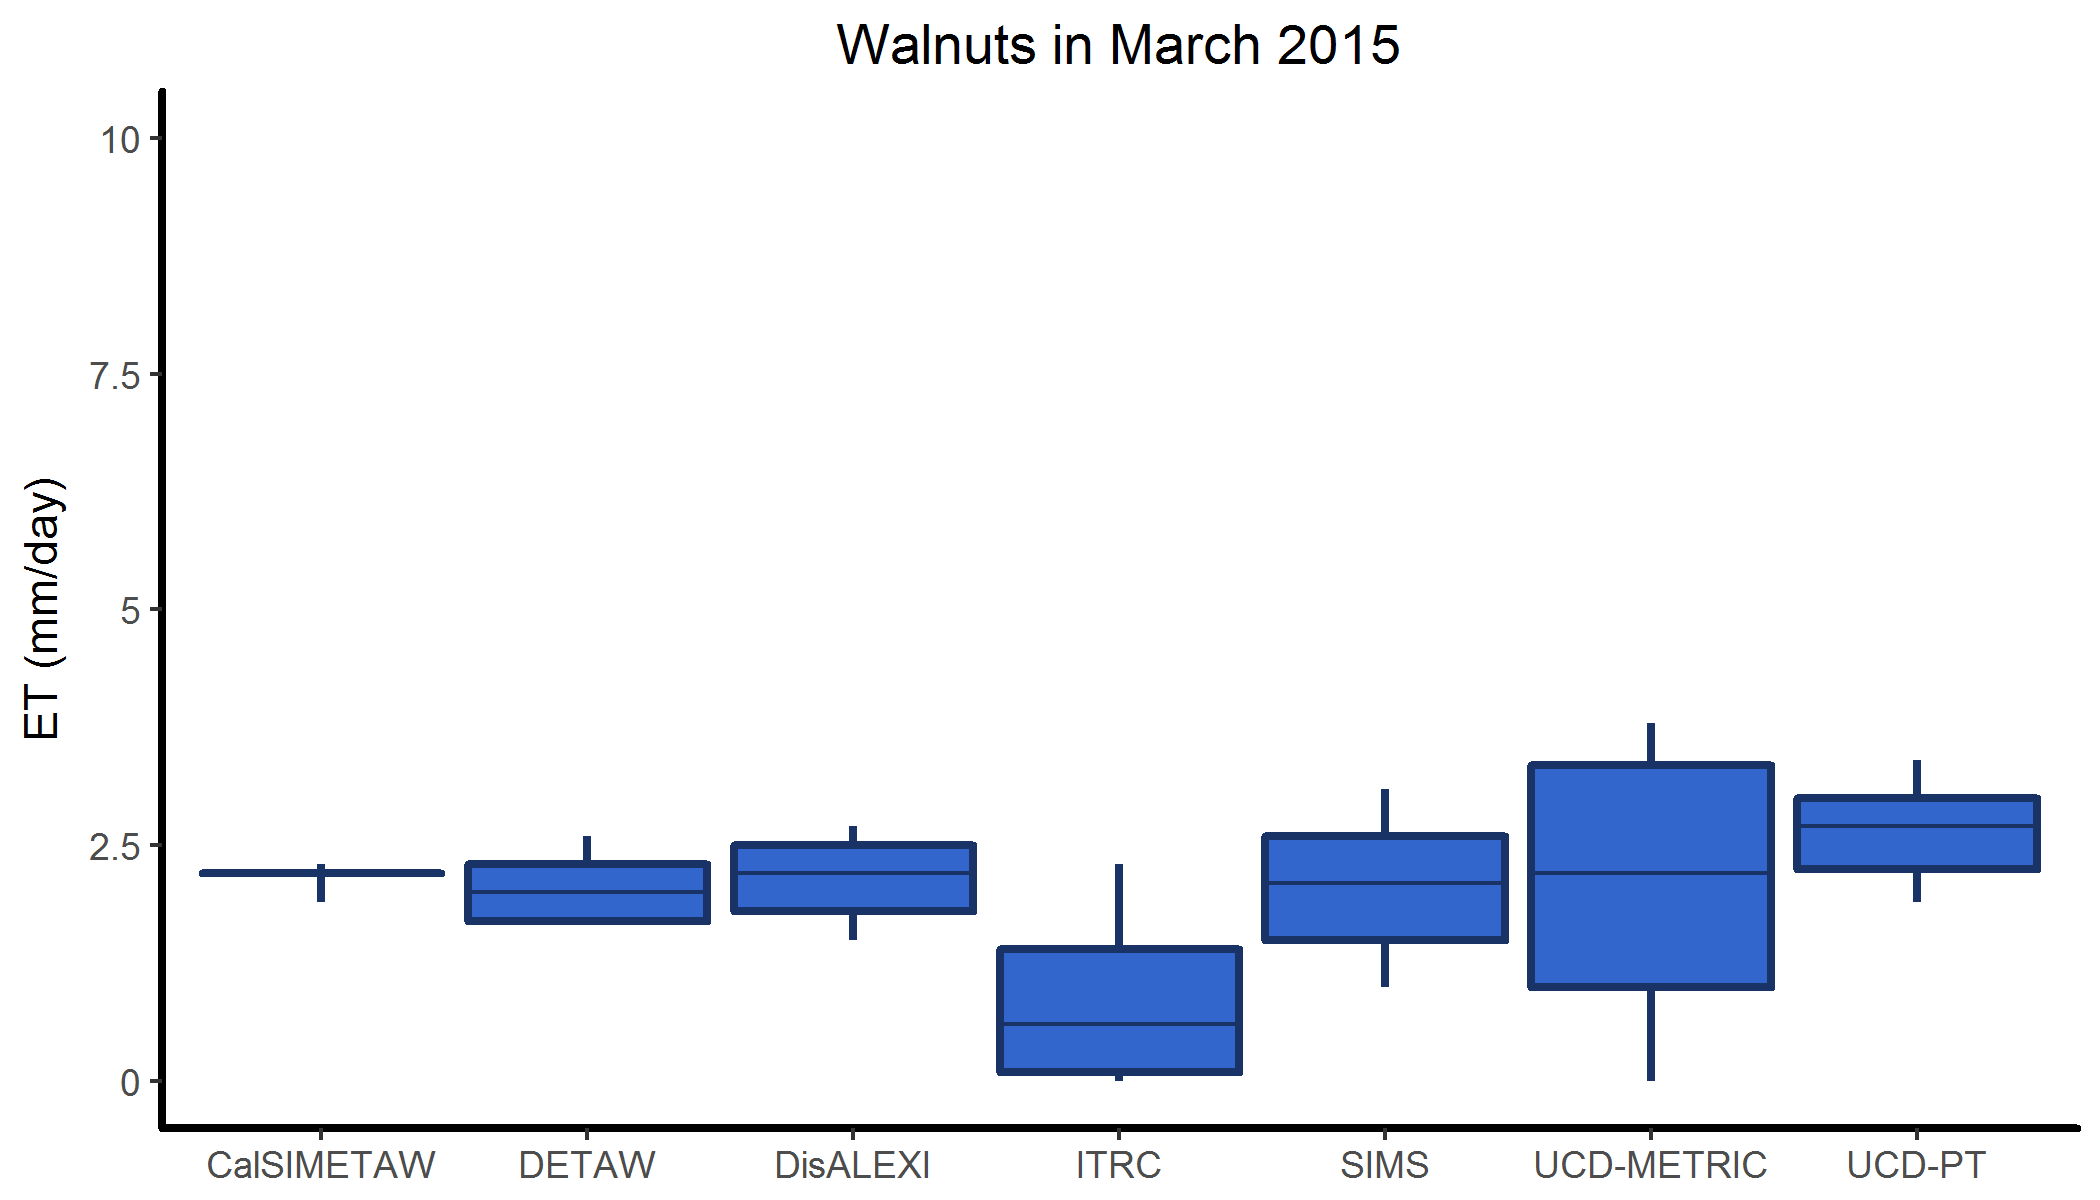 Walnuts in March 2015
ET (mm/day)
10
7.5
5
2.5
0
CalSIMETAW DETAW DisALEXI ITRC SIMS UCD-METRIC UCD-PT